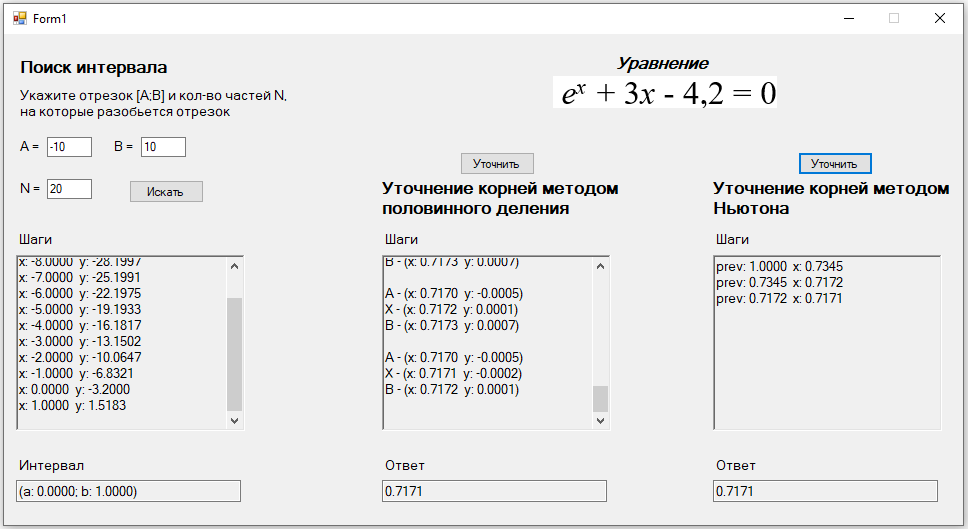 Form1
Поиск интервала
Укажите отрезок [A;B] и кол-во частей N,
на которые разобьется отрезок
A = -10 B = 10
N = 20 Искать
Шаги
x: -8.0000 y: -28.1997
x: -7.0000 y: -25.1991
x: -6.0000 y: -22.1975
x: -5.0000 y: -19.1933
x: -4.0000 y: -16.1817
x: -3.0000 y: -13.1502
x: -2.0000 y: -10.0647
x: -1.0000 y: -6.8321
x: 0.0000 y: -3.2000
x: 1.0000 y: 1.5183
Интервал
(a: 0.0000; b: 1.0000)
Уравнение
eˣ + 3x - 4,2 = 0
Уточнить
Уточнение корней методом
половинного деления
Шаги
B - (x: 0.7173 y: 0.0007)
A - (x: 0.7170 y: -0.0005)
X - (x: 0.7172 y: 0.0001)
B - (x: 0.7173 y: 0.0007)
A - (x: 0.7170 y: -0.0005)
X - (x: 0.7171 y: -0.0002)
B - (x: 0.7172 y: 0.0001)
Ответ
0.7171
Уточнить
Уточнение корней методом
Ньютона
Шаги
prev: 1.0000 x: 0.7345
prev: 0.7345 x: 0.7172
prev: 0.7172 x: 0.7171
Ответ
0.7171